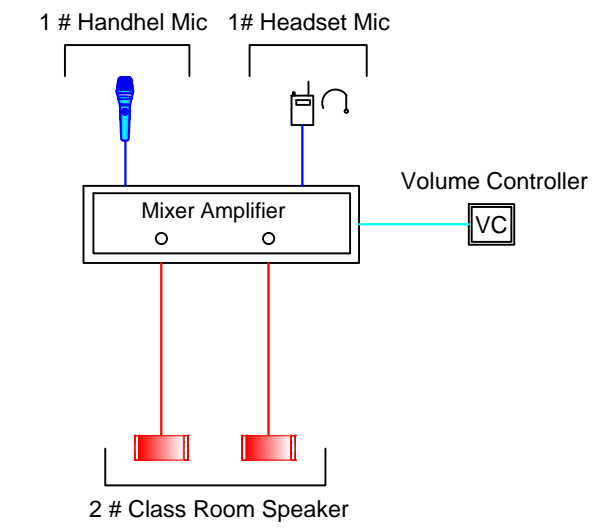 1 # Handhel Mic
1# Headset Mic
Mixer Amplifier
Volume Controller
VC
2 # Class Room Speaker